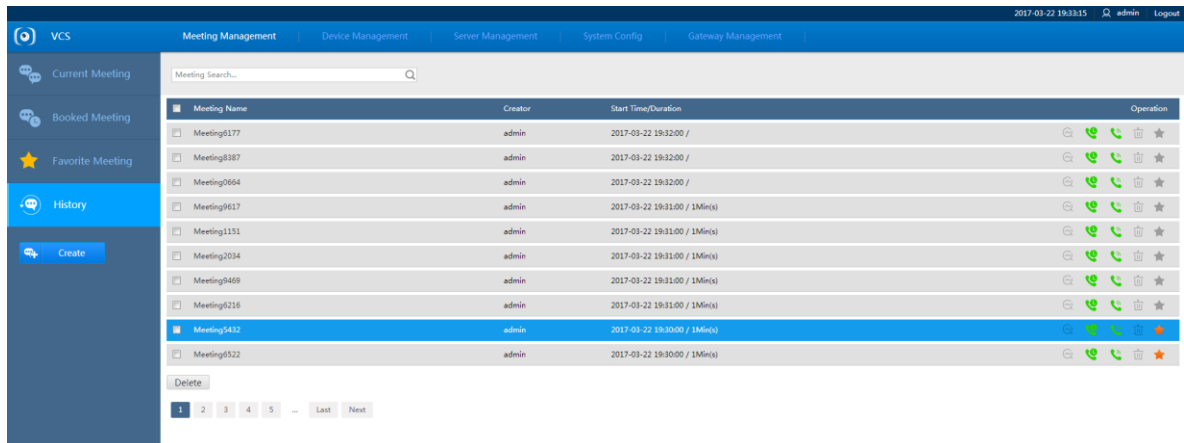 2017-03-22 19:33:15 admin Logout
VCS Meeting Management Device Management Server Management System Config Gateway Management
Current Meeting
Booked Meeting
Favorite Meeting
History
Create
Meeting Search...
Meeting Name Creator Start Time/Duration Operation
Meeting6177 admin 2017-03-22 19:32:00 /
Meeting8387 admin 2017-03-22 19:32:00 /
Meeting0664 admin 2017-03-22 19:32:00 /
Meeting9617 admin 2017-03-22 19:31:00 / 1Min(s)
Meeting1151 admin 2017-03-22 19:31:00 / 1Min(s)
Meeting2034 admin 2017-03-22 19:31:00 / 1Min(s)
Meeting9469 admin 2017-03-22 19:31:00 / 1Min(s)
Meeting6216 admin 2017-03-22 19:31:00 / 1Min(s)
Meeting5432 admin 2017-03-22 19:30:00 / 1Min(s)
Meeting6522 admin 2017-03-22 19:30:00 / 1Min(s)
Delete
1 2 3 4 5 ... Last Next